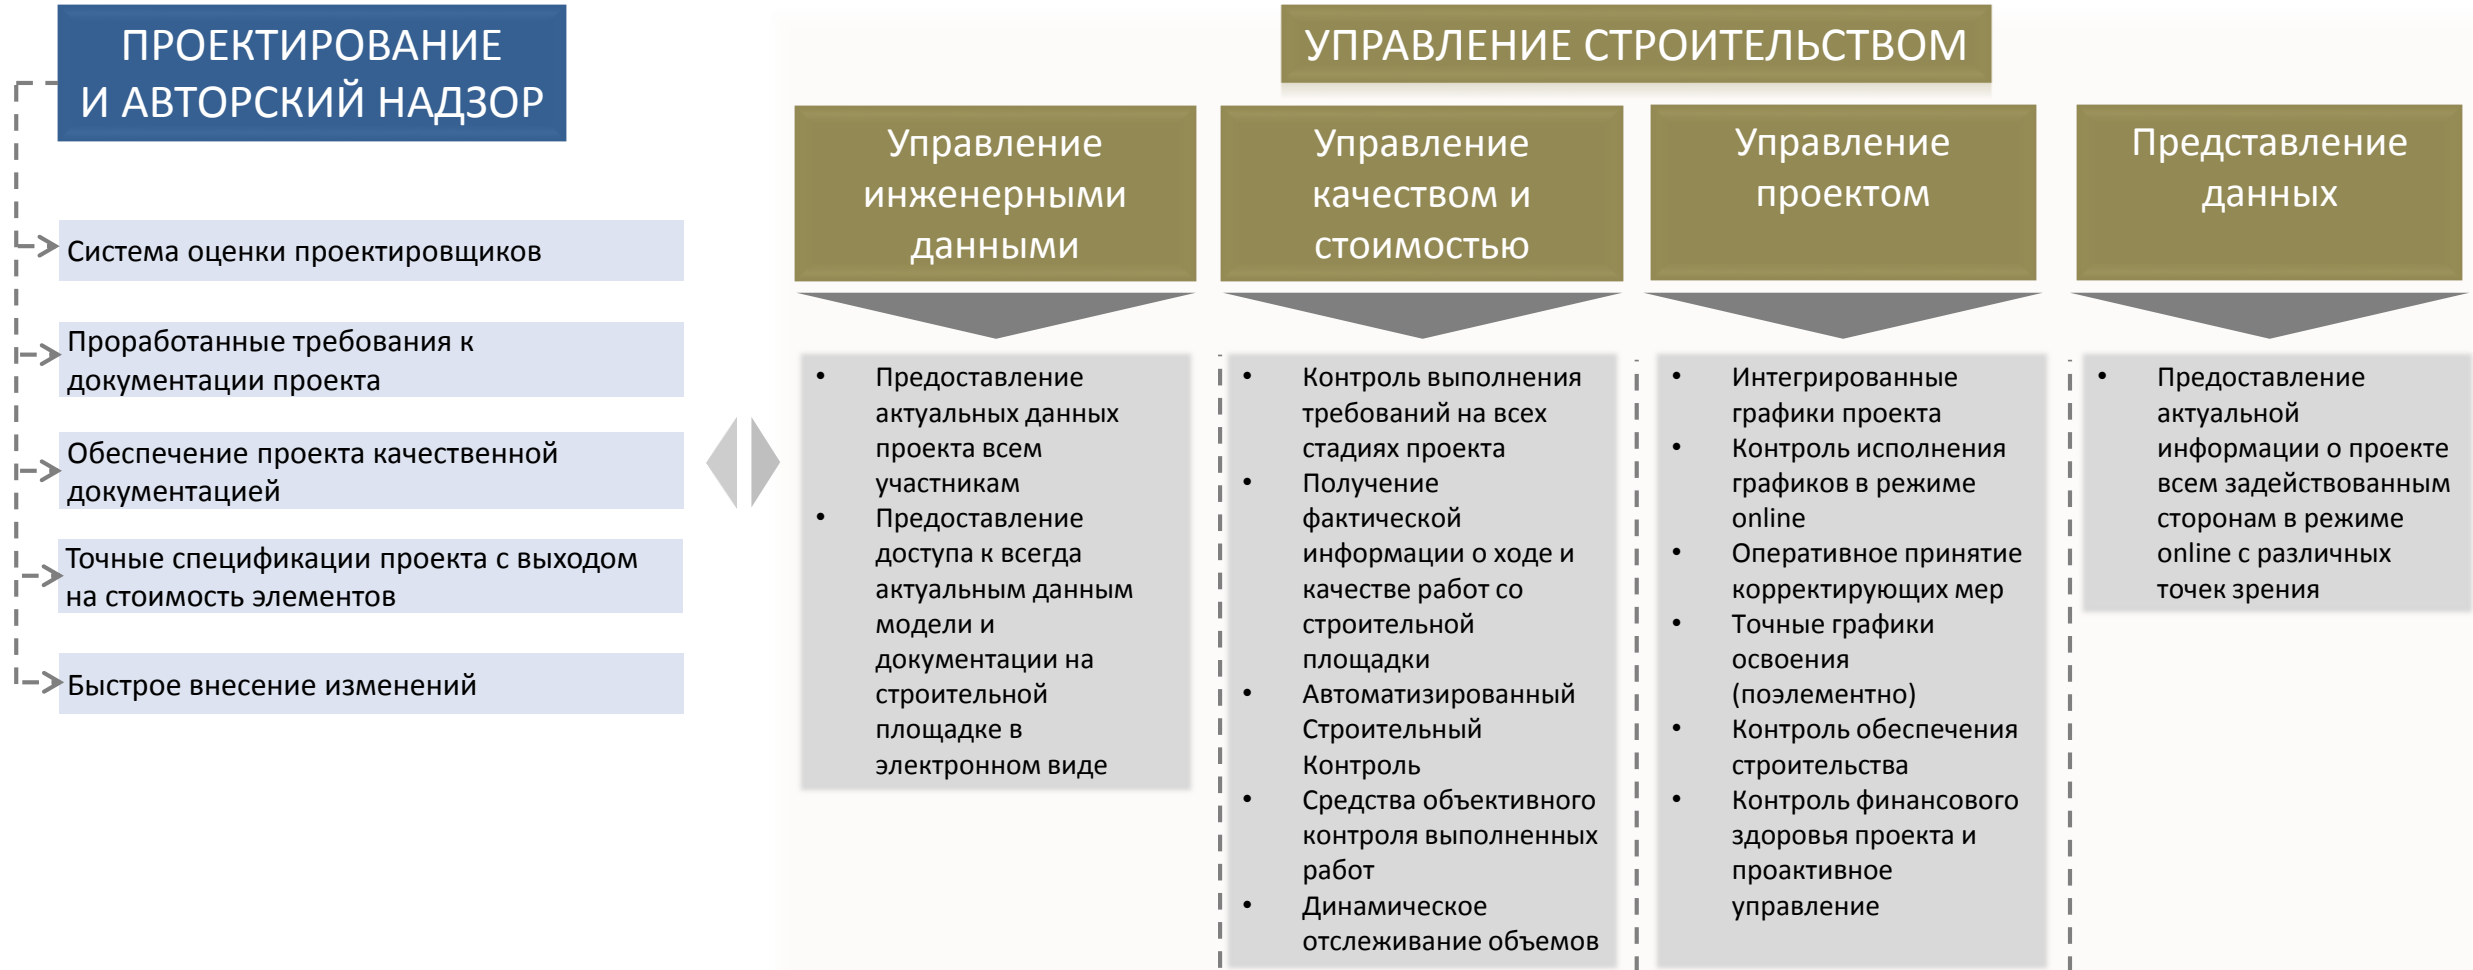 ПРОЕКТИРОВАНИЕ
И АВТОРСКИЙ НАДЗОР
Система оценки проектировщиков
Проработанные требования к
документации проекта
Обеспечение проекта качественной
документацией
Точные спецификации проекта с выходом
на стоимость элементов
Быстрое внесение изменений
УПРАВЛЕНИЕ СТРОИТЕЛЬСТВОМ
Управление
инженерными
данными
• Предоставление
актуальных данных
проекта всем
участникам
• Предоставление
доступа к всегда
актуальным данным
модели и
документации на
строительной
площадке в
электронном виде
Управление
качеством и
стоимостью
• Контроль выполнения
требований на всех
стадиях проекта
• Получение
фактической
информации о ходе и
качестве работ со
строительной
площадки
• Автоматизированный
Строительный
Контроль
• Средства объективного
контроля выполненных
работ
• Динамическое
отслеживание объемов
Управление
проектом
• Интегрированные
графики проекта
• Контроль исполнения
графиков в режиме
online
• Оперативное принятие
корректирующих мер
• Точные графики
освоения
(поэлементно)
• Контроль обеспечения
строительства
• Контроль финансового
здоровья проекта и
проактивное
управление
Представление
данных
• Предоставление
актуальной
информации о проекте
всем задействованным
сторонам в режиме
online с различных
точек зрения